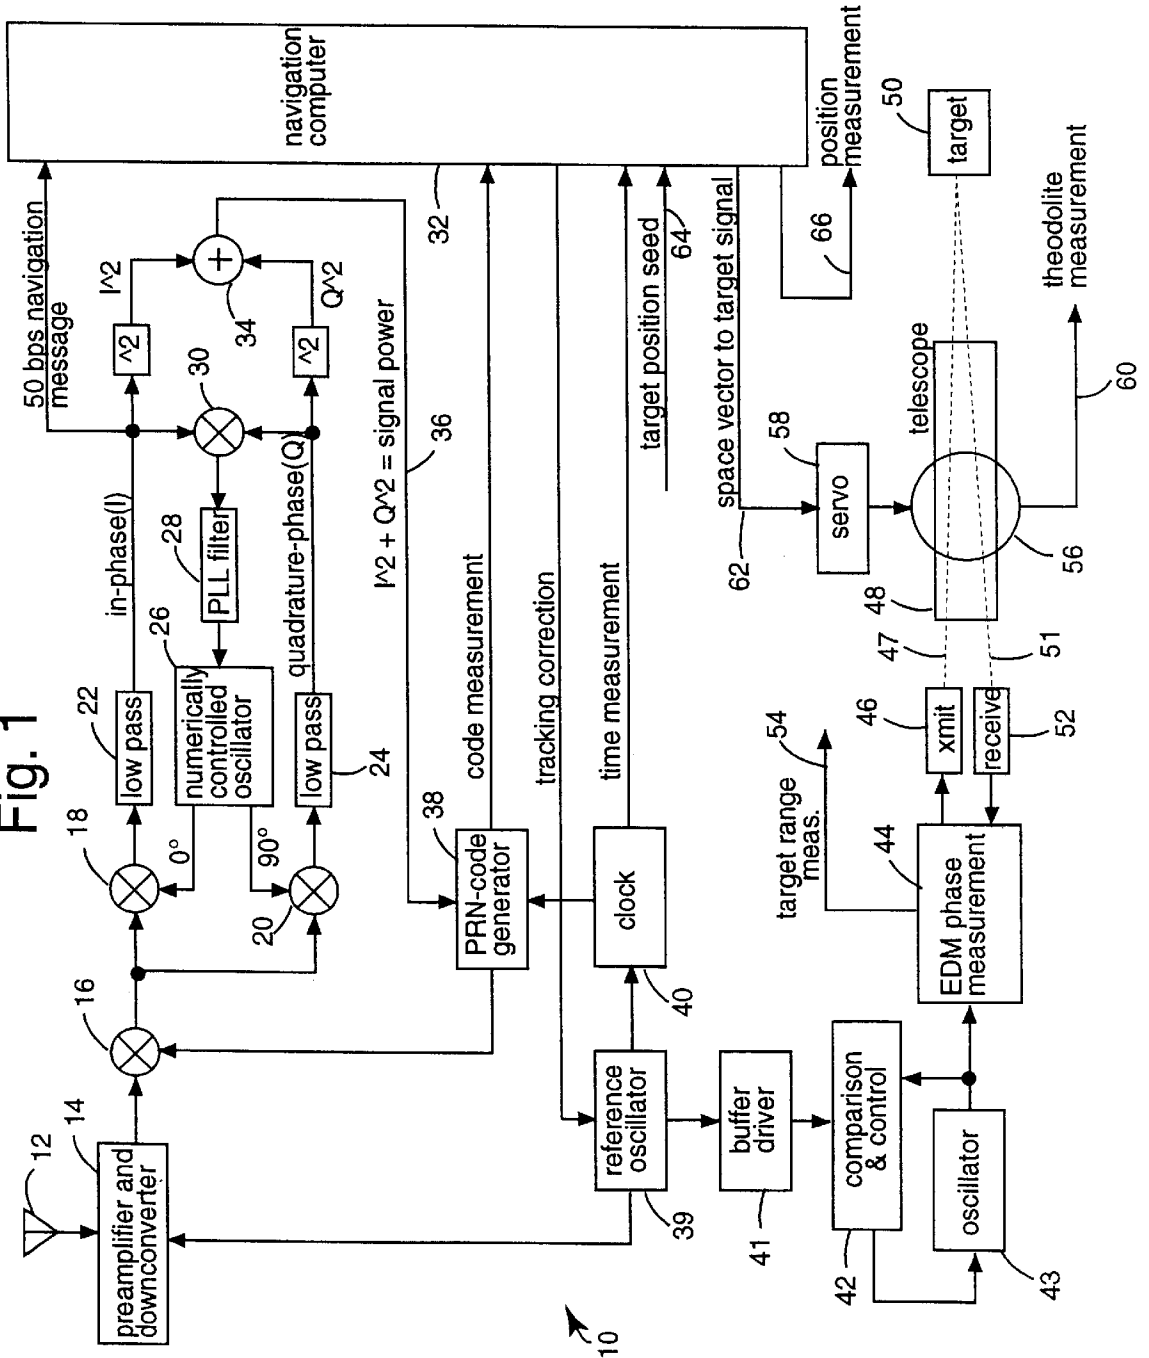 Fig. 1
12
14
preamplifier and
downconverter
16
18
20
0°
90°
22
low pass
24
low pass
26
numerically
controlled
oscillator
28
PLL filter
30
in-phase(I)
quadrature-phase(Q)
50 bps navigation
message
^2
I^2
^2
Q^2
+
34
I^2 + Q^2 = signal power
36
navigation
computer
32
38
PRN-code
generator
code measurement
tracking correction
time measurement
clock
40
reference
oscillator
39
buffer
driver
41
comparison
& control
42
oscillator
43
EDM phase
measurement
44
target range
meas.
54
46
xmit
receive
52
47
51
48
telescope
56
servo
58
62
space vector to target signal
target position seed
64
66
position
measurement
50
target
theodolite
measurement
60
10